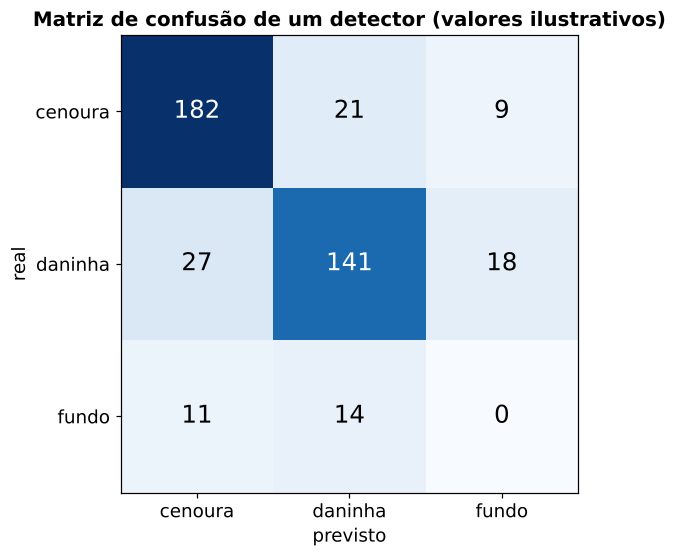 Matriz de confusão de um detector (valores ilustrativos)
cenoura 182 21 9
real
daninha 27 141 18
fundo 11 14 0
cenoura daninha fundo
previsto